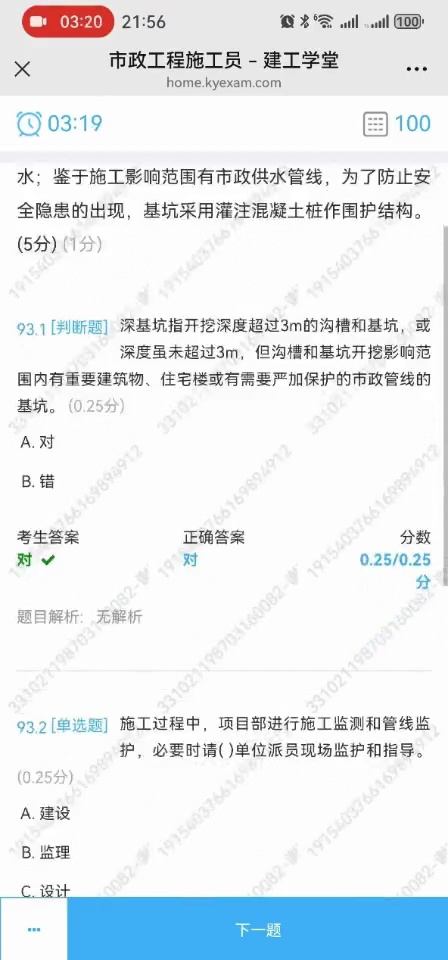 03:20 21:56 100
市政工程施工员 - 建工学堂
home.kyexam.com
03:19 100
水；鉴于施工影响范围有市政供水管线，为了防止安
全隐患的出现，基坑采用灌注混凝土桩作围护结构。
(5分) (1分)
93.1 [判断题] 深基坑指开挖深度超过3m的沟槽和基坑，或
深度虽未超过3m，但沟槽和基坑开挖影响范
围内有重要建筑物、住宅楼或有需要严加保护的市政管线的
基坑。 (0.25分)
A. 对
B. 错
考生答案 正确答案 分数
对 对 0.25/0.25
分
题目解析: 无解析
93.2 [单选题] 施工过程中，项目部进行施工监测和管线监
护，必要时请( )单位派员现场监护和指导。
(0.25分)
A. 建设
B. 监理
C. 设计
下一题